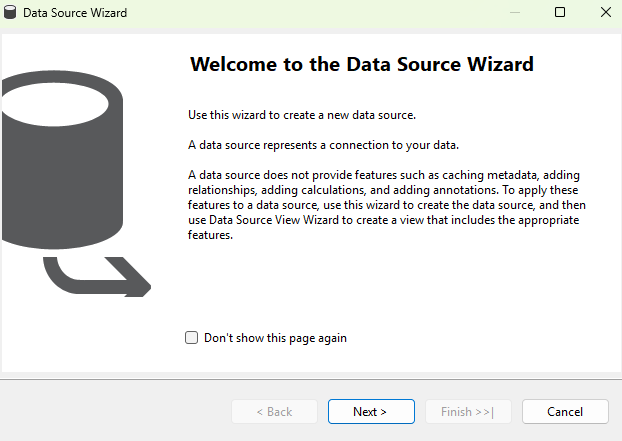 Data Source Wizard
Welcome to the Data Source Wizard
Use this wizard to create a new data source.
A data source represents a connection to your data.
A data source does not provide features such as caching metadata, adding
relationships, adding calculations, and adding annotations. To apply these
features to a data source, use this wizard to create the data source, and then
use Data Source View Wizard to create a view that includes the appropriate
features.
Don't show this page again
< Back
Next >
Finish >>|
Cancel